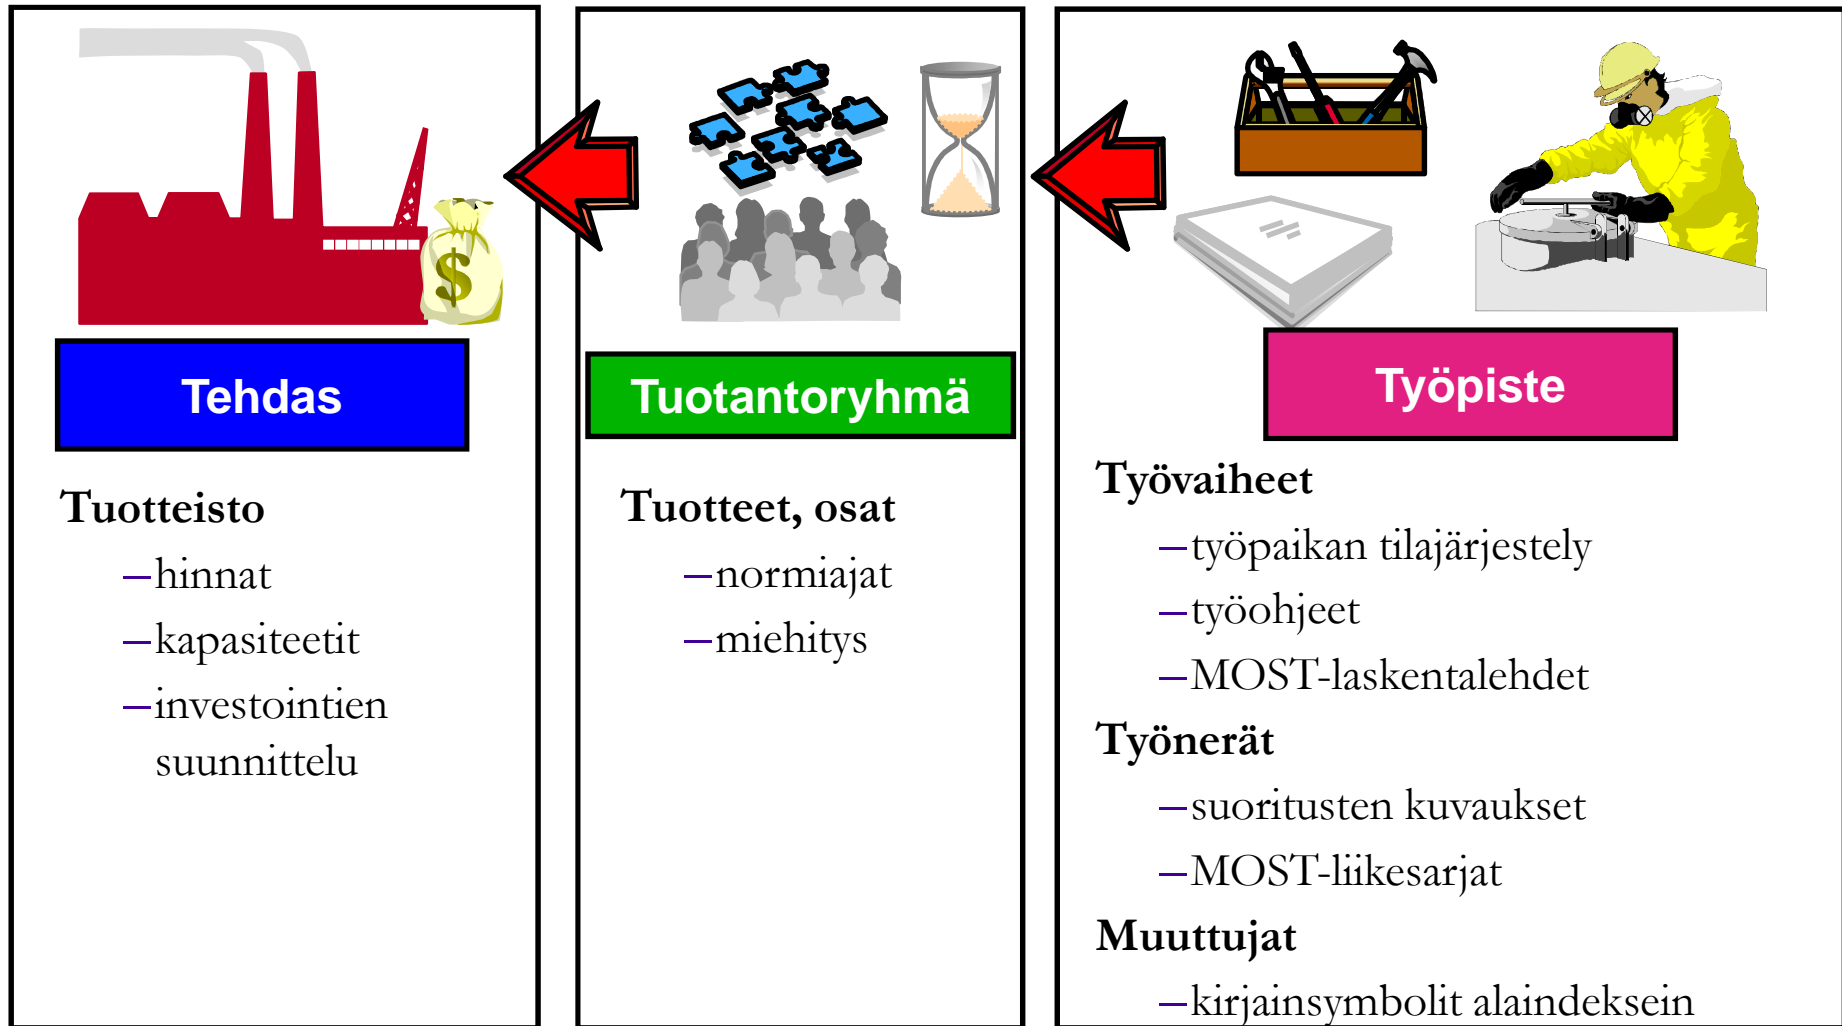 $
Tehdas
Tuotteisto
–hinnat
–kapasiteetit
–investointien
suunnittelu
Tuotantoryhmä
Tuotteet, osat
–normiajat
–miehitys
Työpiste
Työvaiheet
–työpaikan tilajärjestely
–työohjeet
–MOST-laskentalehdet
Työnerät
–suoritusten kuvaukset
–MOST-liikesarjat
Muuttujat
–kirjainsymbolit alaindeksein